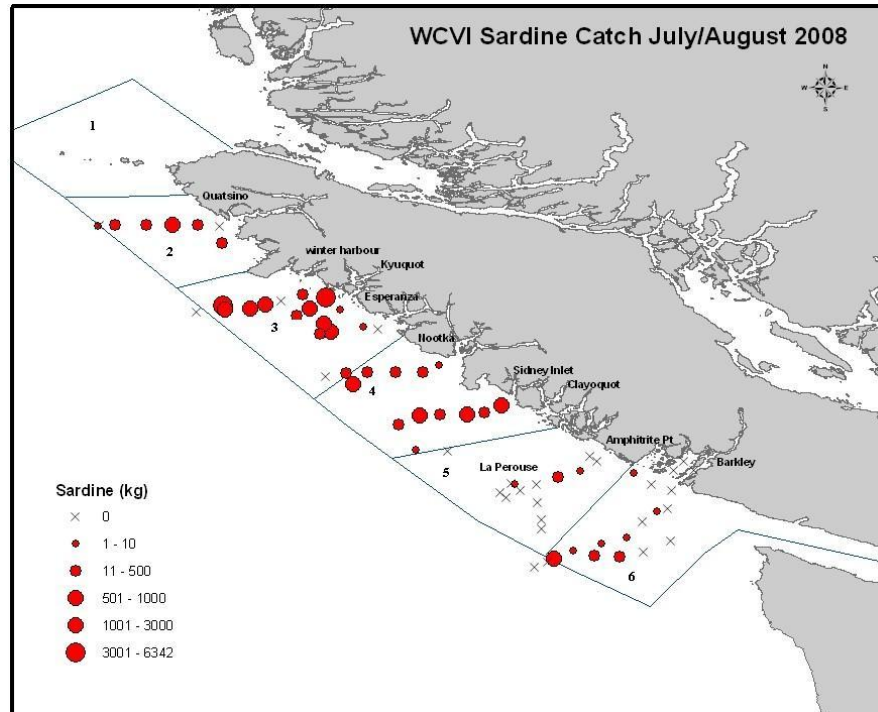 WCVI Sardine Catch July/August 2008
N
W E
S
1
Quatsino
2
winter harbour
Kyuquot
Esperanza
3
Nootka
Sidney Inlet
4
Clayoquot
Amphitrite Pt
Barkley
5
La Perouse
6
Sardine (kg)
0
1 - 10
11 - 500
501 - 1000
1001 - 3000
3001 - 6342